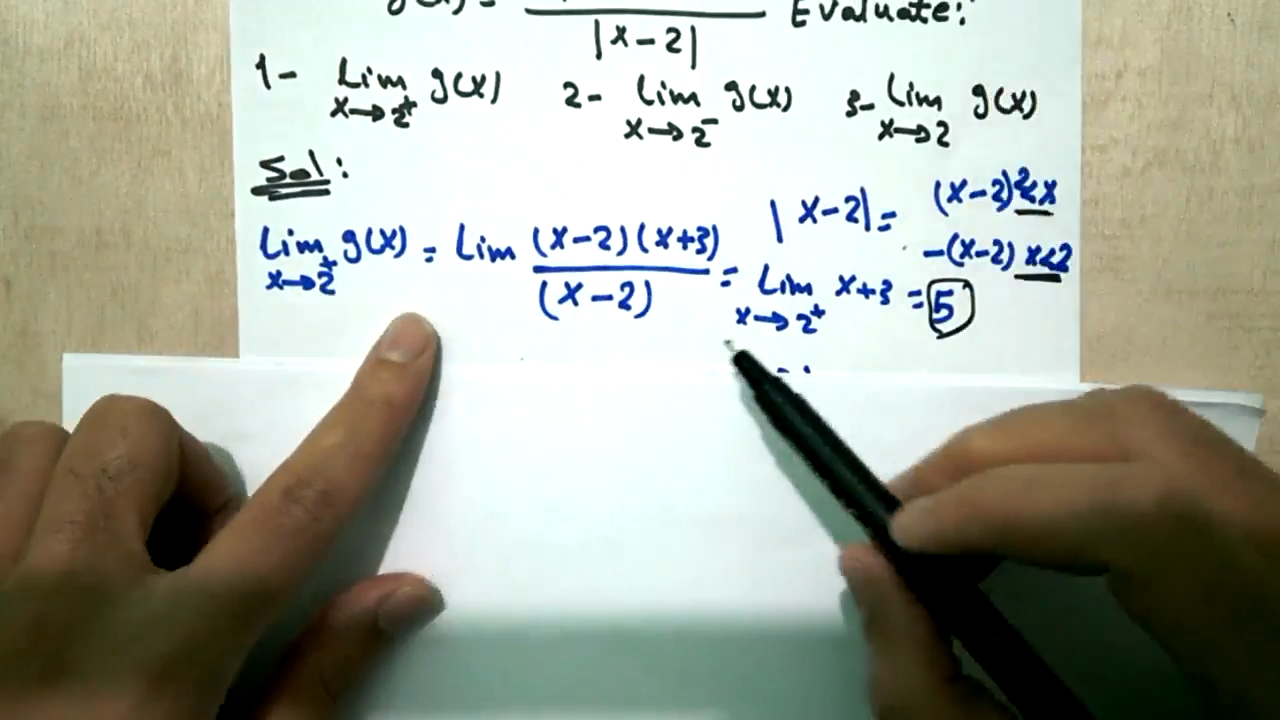 g(x) = Evaluate:
|x-2|
1- Lim x→2⁺ g(x) 2- Lim x→2⁻ g(x) 3- Lim x→2 g(x)
Sol:
|x-2| = (x-2) 2<x
-(x-2) x<2
Lim x→2⁺ g(x) = Lim (x-2)(x+3) / (x-2) = Lim x→2⁺ x+3 = 5